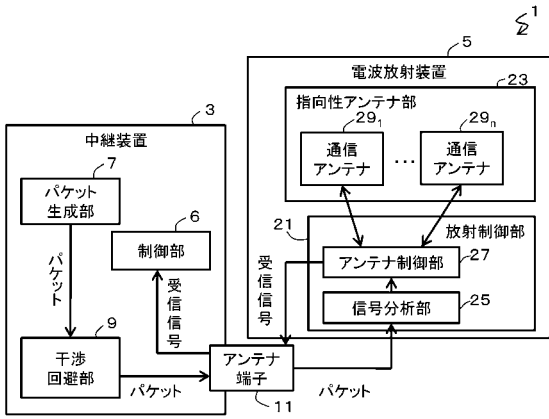 1
5
電波放射装置
23
指向性アンテナ部
29₁
通信
アンテナ
…
29ₙ
通信
アンテナ
3
中継装置
7
パケット
生成部
6
制御部
パケット
受信信号
受信信号
21
放射制御部
アンテナ制御部
27
信号分析部
25
9
干渉
回避部
パケット
アンテナ
端子
11
パケット